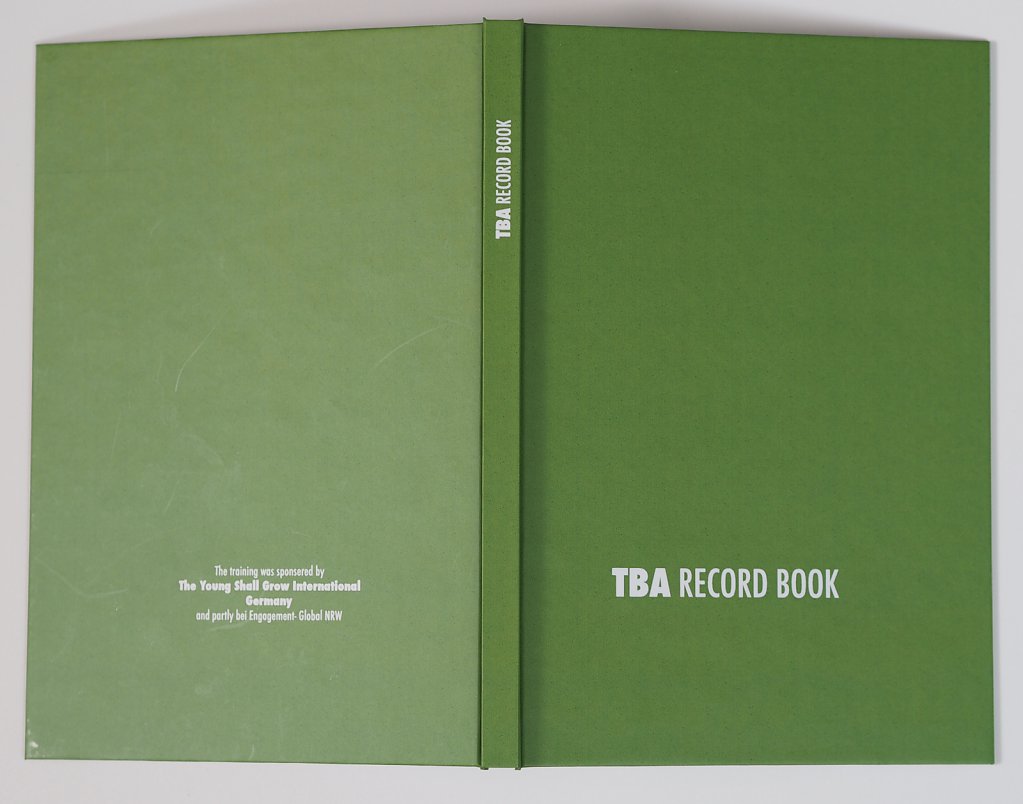 The training was sponsered by
The Young Shall Grow International
Germany
and partly bei Engagement- Global NRW
TBA RECORD BOOK
TBA RECORD BOOK